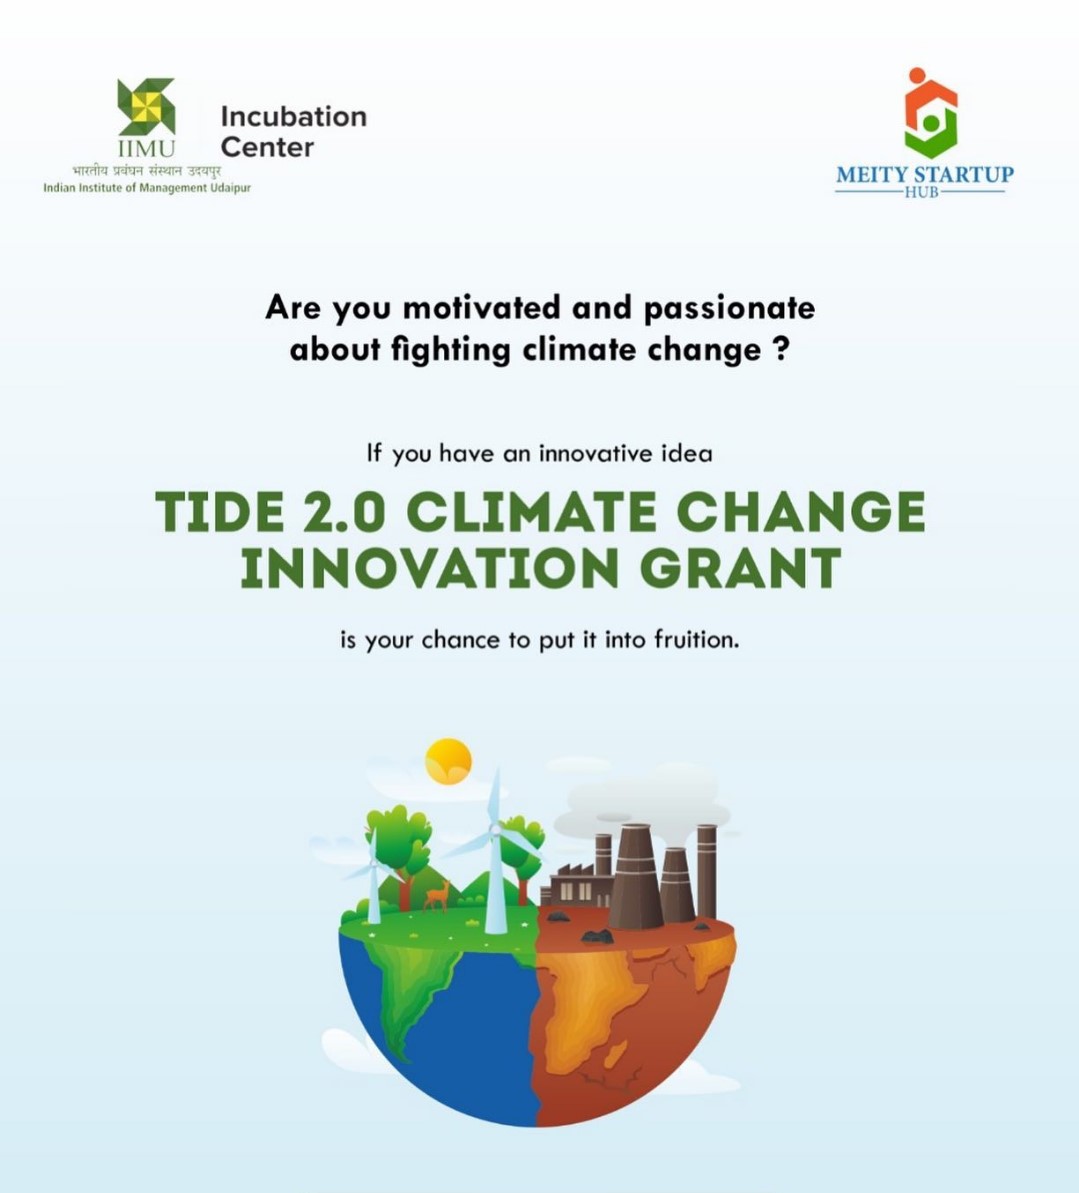 IIMU
भारतीय प्रबंधन संस्थान उदयपुर
Indian Institute of Management Udaipur
Incubation
Center
MEITY STARTUP
HUB
Are you motivated and passionate
about fighting climate change ?
If you have an innovative idea
TIDE 2.0 CLIMATE CHANGE
INNOVATION GRANT
is your chance to put it into fruition.